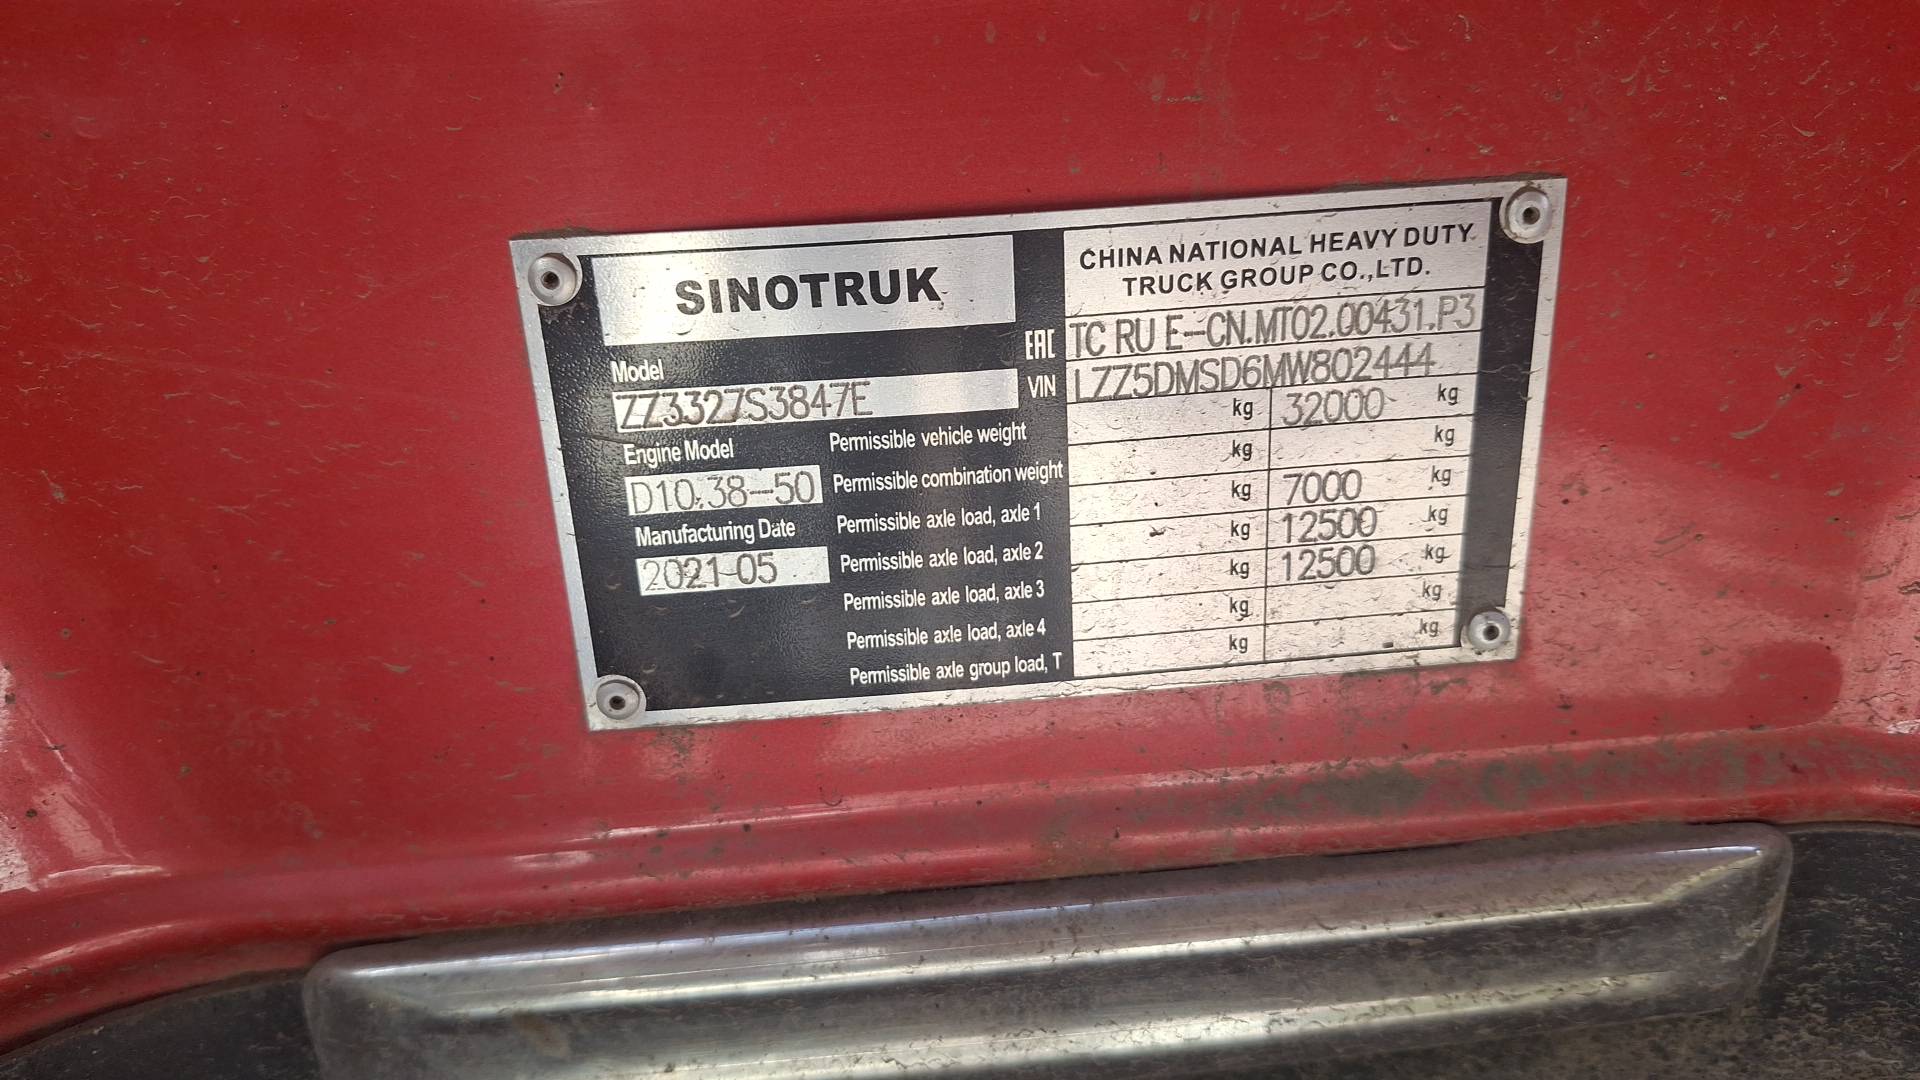 SINOTRUK
Model
ZZ3327S3847E
Engine Model
D10.38-50
Manufacturing Date
2021-05
CHINA NATIONAL HEAVY DUTY
TRUCK GROUP CO.,LTD.
EAC TC RU E-CN.MT02.00431.P3
VIN LZZ5DMSD6MW802444
Permissible vehicle weight kg 32000 kg
Permissible combination weight kg kg
Permissible axle load, axle 1 kg 7000 kg
Permissible axle load, axle 2 kg 12500 kg
Permissible axle load, axle 3 kg 12500 kg
Permissible axle load, axle 4 kg kg
Permissible axle group load, T kg kg